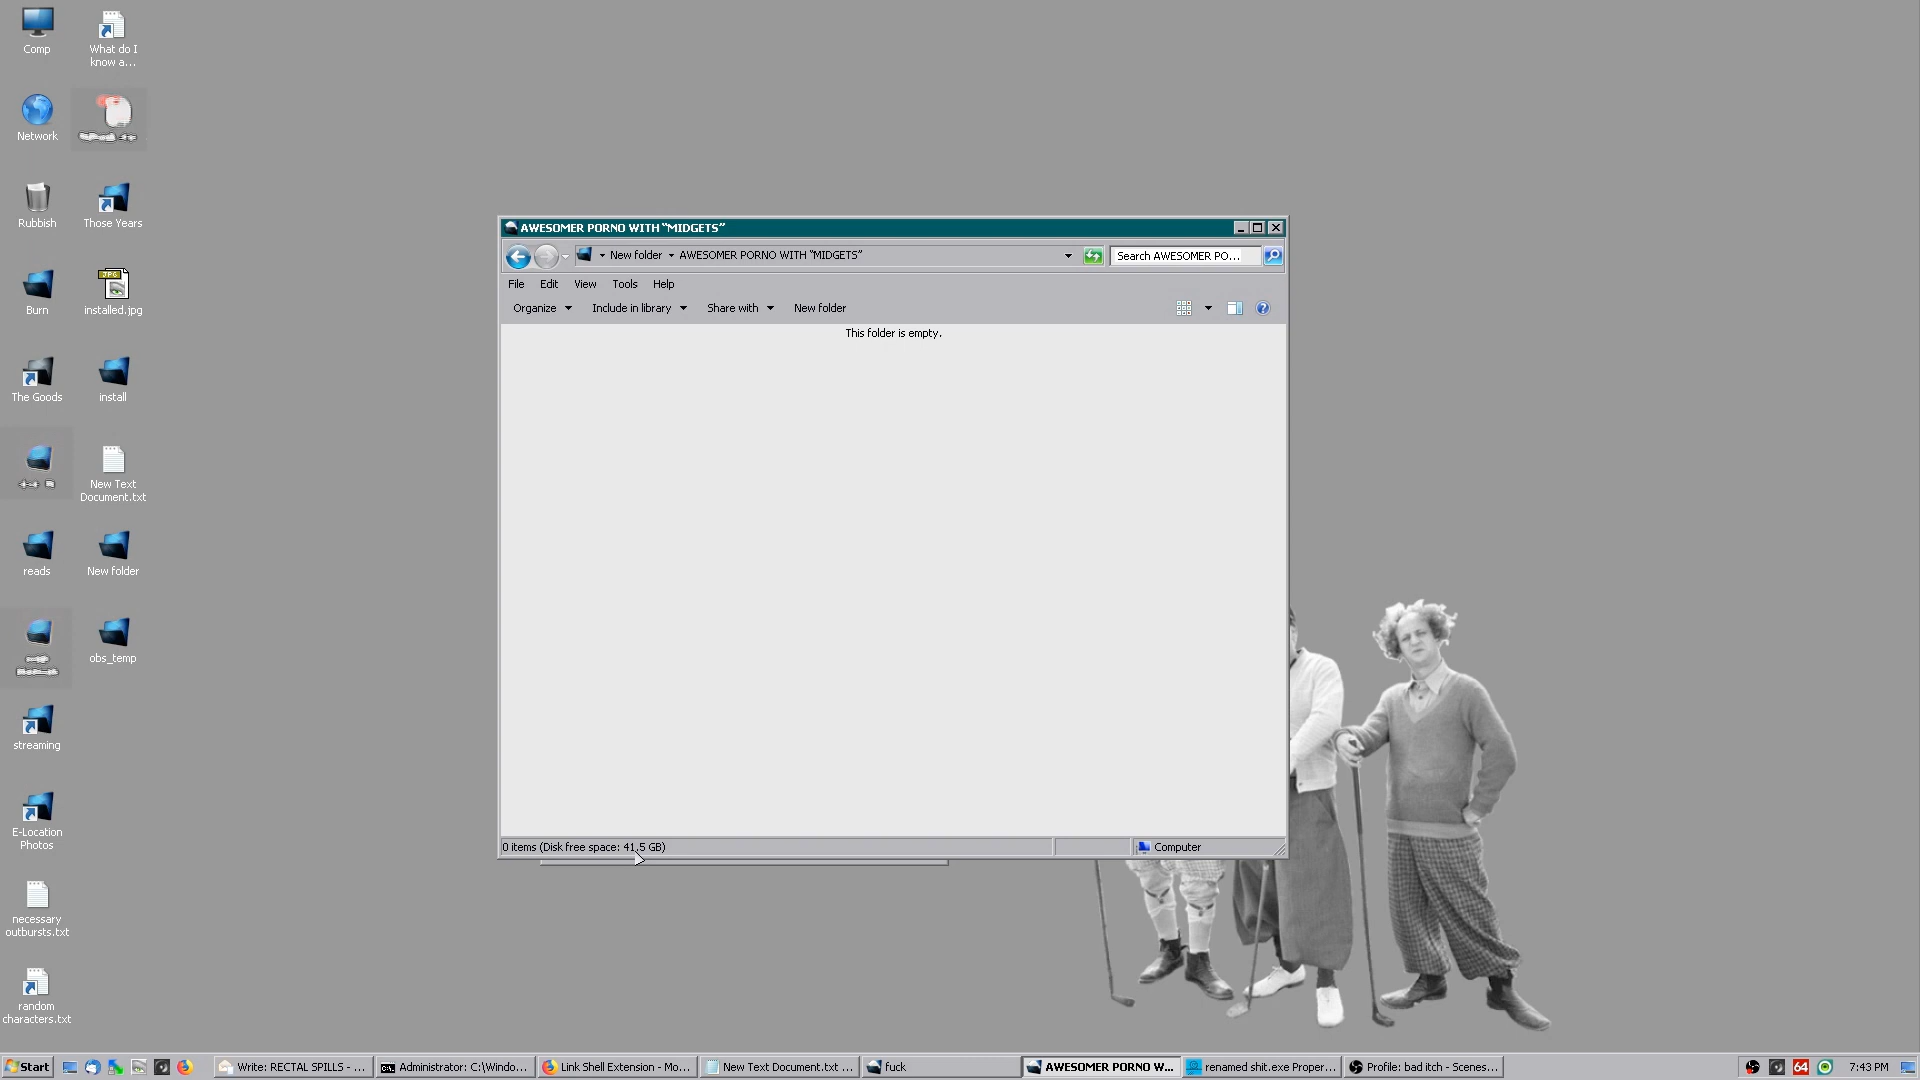 Comp
What do I
know a...
Network
Rubbish
Those Years
Burn
JPG
installed.jpg
The Goods
install
New Text
Document.txt
reads
New folder
obs_temp
streaming
E-Location
Photos
necessary
outbursts.txt
random
characters.txt
AWESOMER PORNO WITH “MIDGETS”
New folder AWESOMER PORNO WITH “MIDGETS”
Search AWESOMER PO...
File Edit View Tools Help
Organize Include in library Share with New folder
This folder is empty.
0 items (Disk free space: 41.5 GB)
Computer
Start
Write: RECTAL SPILLS - ...
Administrator: C:\Windo...
Link Shell Extension - Mo...
New Text Document.txt ...
fuck
AWESOMER PORNO W...
renamed shit.exe Proper...
Profile: bad itch - Scenes...
64
7:43 PM